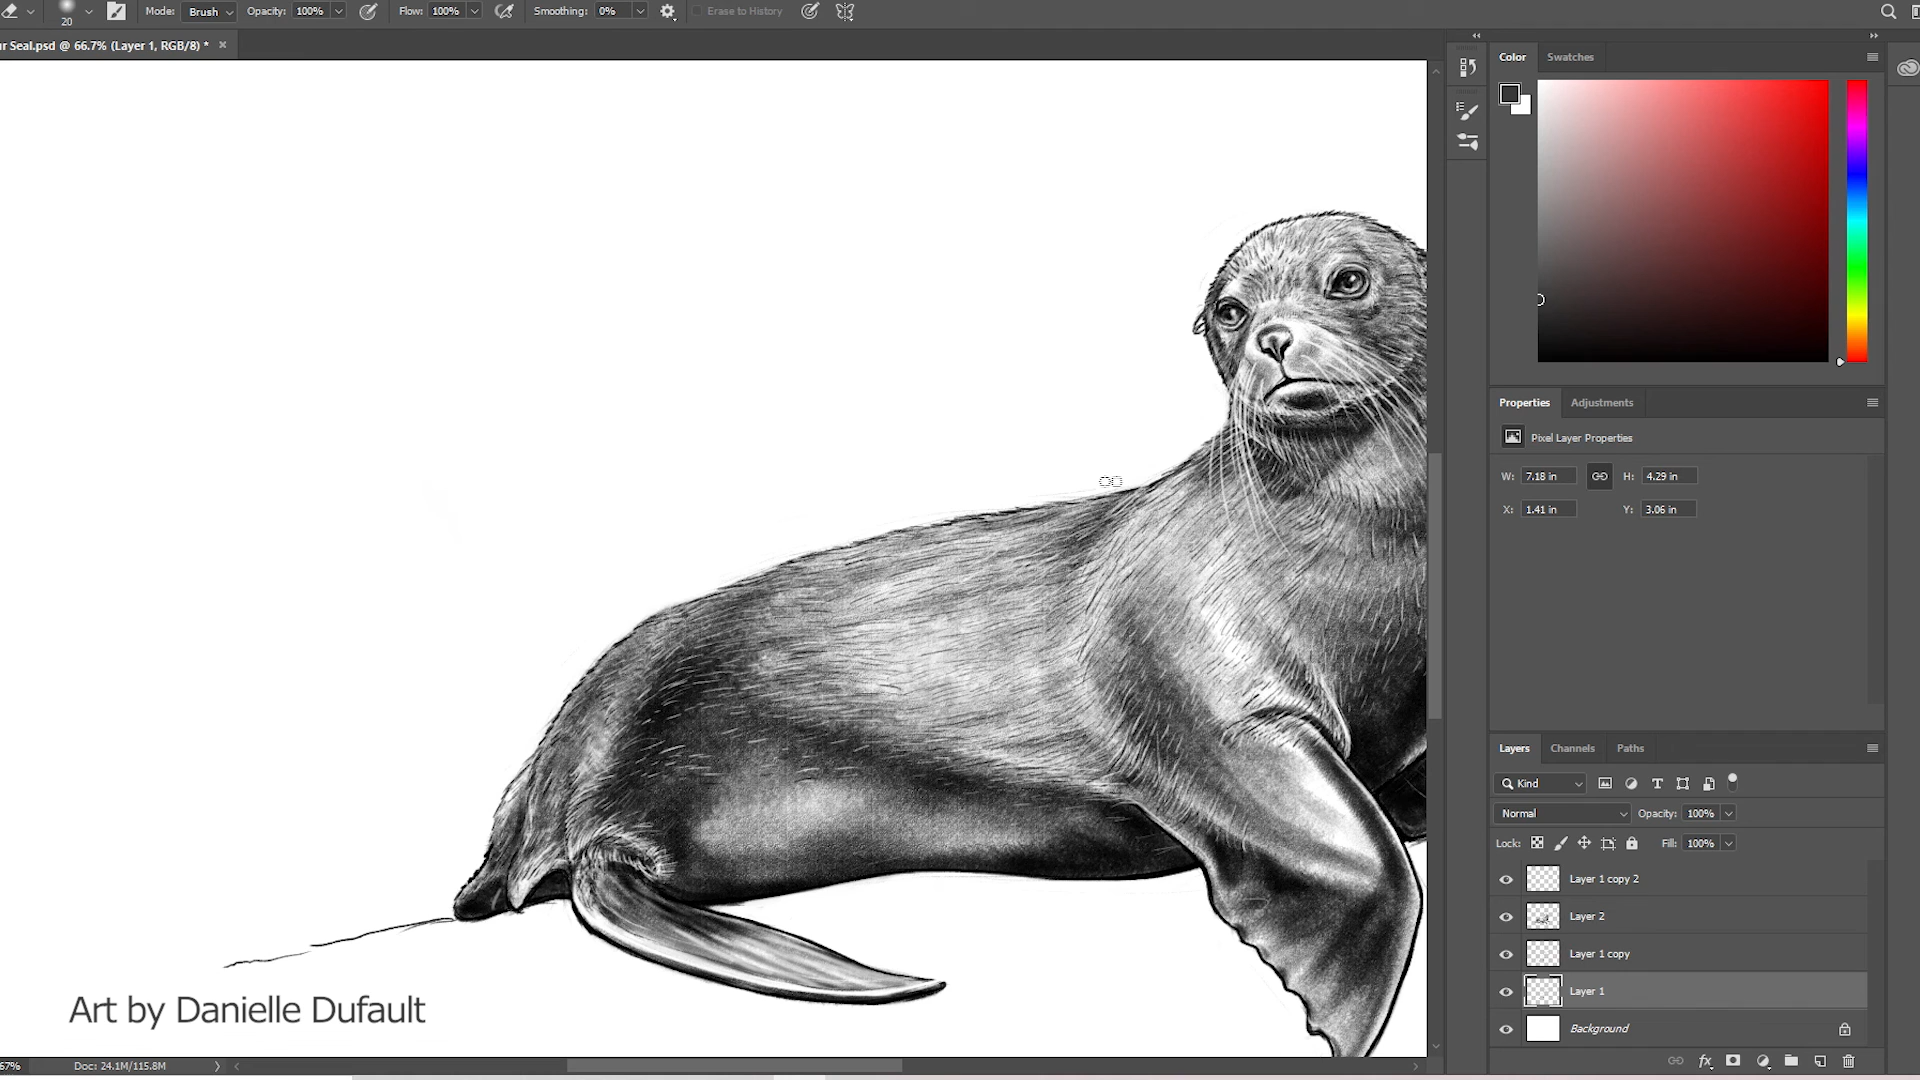 20
Mode: Brush Opacity: 100% Flow: 100% Smoothing: 0% Erase to History
r Seal.psd @ 66.7% (Layer 1, RGB/8) *
Color Swatches
Properties Adjustments
Pixel Layer Properties
W: 7.18 in H: 4.29 in
X: 1.41 in Y: 3.06 in
Layers Channels Paths
Kind
Normal Opacity: 100%
Lock: Fill: 100%
Layer 1 copy 2
Layer 2
Layer 1 copy
Layer 1
Background
fx
Art by Danielle Dufault
67% Doc: 24.1M/115.8M